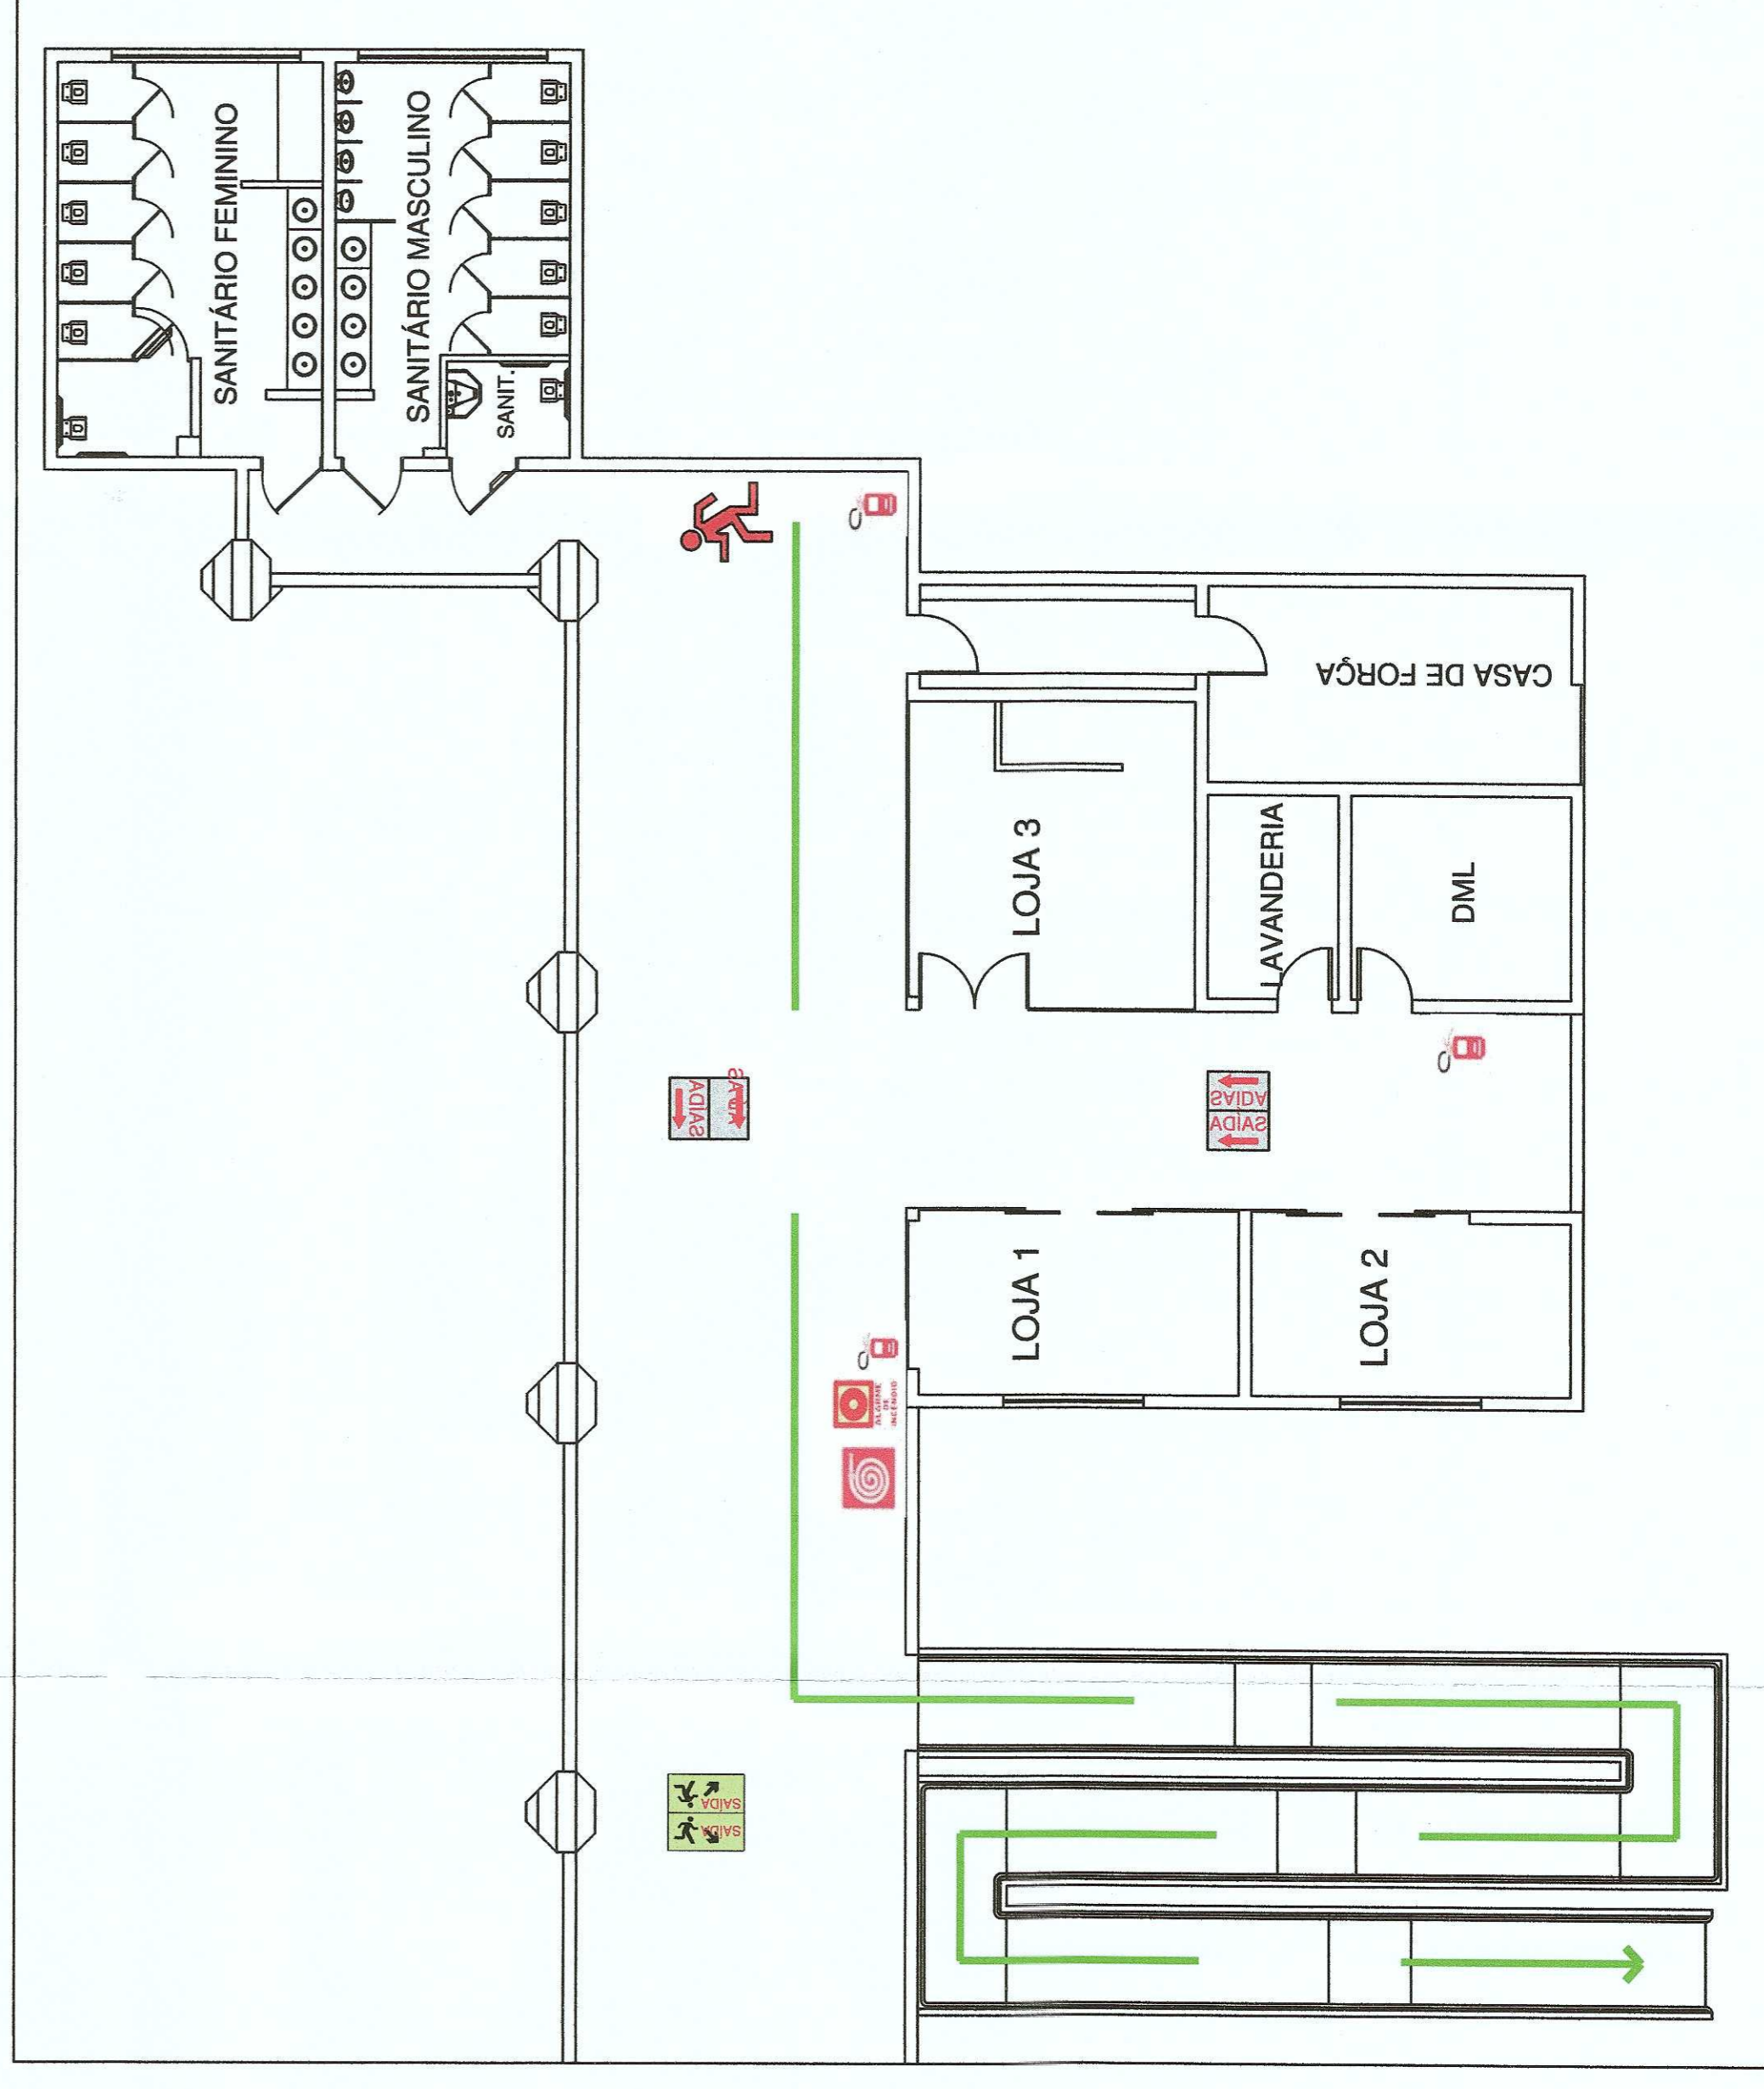 SANITÁRIO FEMININO
SANITÁRIO MASCULINO
SANIT.
CASA DE FORÇA
LOJA 3
LAVANDERIA
DML
SAÍDA
SAÍDA
SAÍDA
SAÍDA
LOJA 1
LOJA 2
ALARME
DE
INCÊNDIO
SAÍDA
SAÍDA